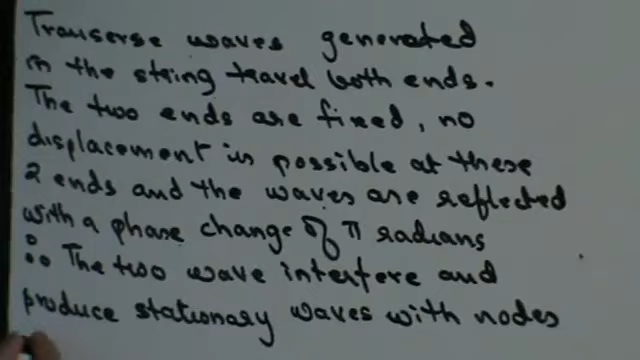 Transerse waves generated
in the string travel both ends.
The two ends are fixed, no
displacement is possible at these
2 ends and the waves are reflected
with a phase change of π radians
∴ The two wave interfere and
produce stationary waves with nodes